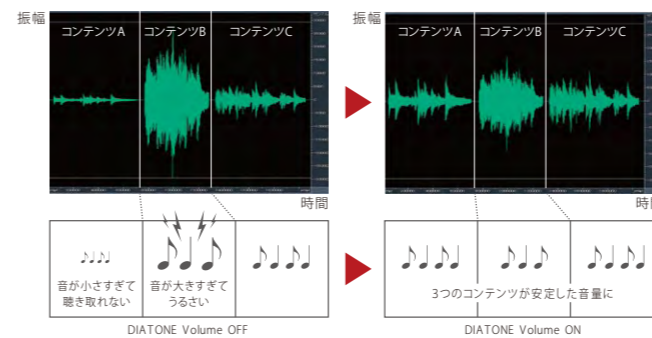 振幅
コンテンツA
コンテンツB
コンテンツC
時間
音が小さすぎて
聴き取れない
音が大きすぎて
うるさい
DIATONE Volume OFF
振幅
コンテンツA
コンテンツB
コンテンツC
時間
3つのコンテンツが安定した音量に
DIATONE Volume ON